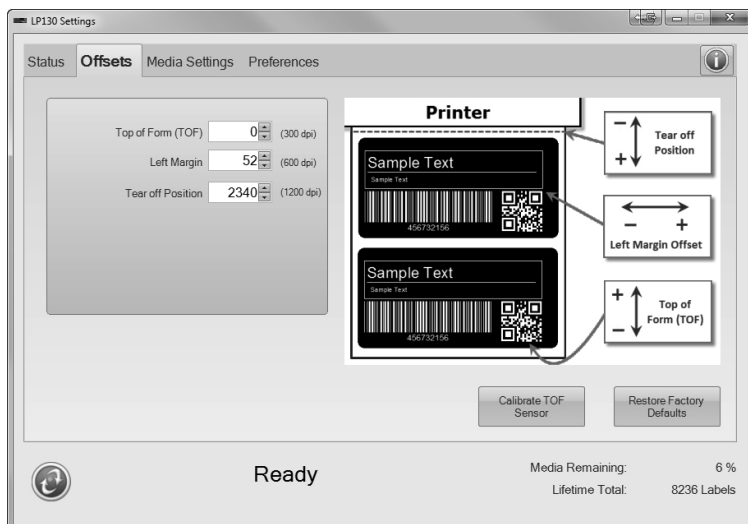 LP130 Settings
Status Offsets Media Settings Preferences
Top of Form (TOF) 0 (300 dpi)
Left Margin 52 (600 dpi)
Tear off Position 2340 (1200 dpi)
Printer
Sample Text
Sample Text
456732156
Sample Text
Sample Text
456732156
− +
Tear off
Position
− +
Left Margin Offset
+ −
Top of
Form (TOF)
Calibrate TOF
Sensor
Restore Factory
Defaults
Ready
Media Remaining: 6 %
Lifetime Total: 8236 Labels